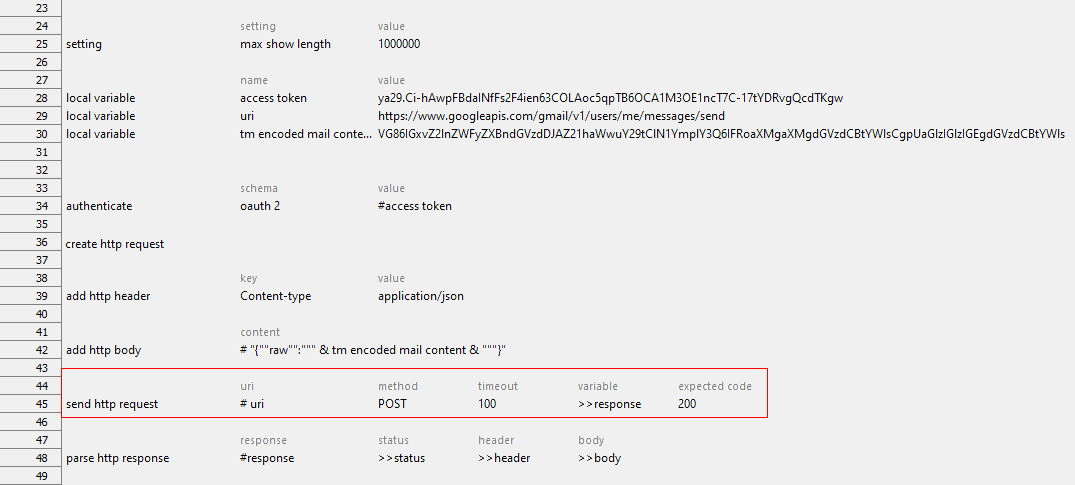 23
24 setting value
25 setting max show length 1000000
26
27 name value
28 local variable access token ya29.Ci-hAwpFBdaINfFs2F4ien63COLAoc5qpTB6OCA1M3OE1ncT7C-17tYDRvgQcdTKgw
29 local variable uri https://www.googleapis.com/gmail/v1/users/me/messages/send
30 local variable tm encoded mail conte... VG86IGxvZ2lnZWFyZXBndGVzdDJAZ21haWwuY29tClN1YmplY3Q6IFRoaXMgaXMgdGVzdCBtYWlsCgpUaGlzIGlzIGEgdGVzdCBtYWls
31
32
33 schema value
34 authenticate oauth 2 #access token
35
36 create http request
37
38 key value
39 add http header Content-type application/json
40
41 content
42 add http body # "{""raw"":""" & tm encoded mail content & """}"
43
44 uri method timeout variable expected code
45 send http request # uri POST 100 >>response 200
46
47 response status header body
48 parse http response #response >>status >>header >>body
49